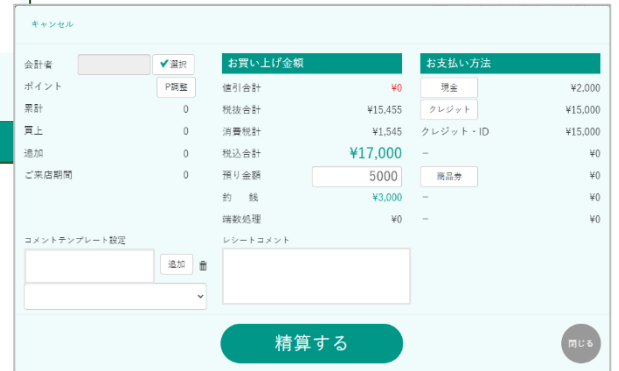 キャンセル
会計者 ✔選択
ポイント P調整
累計 0
買上 0
追加 0
ご来店期間 0
コメントテンプレート設定
追加
お買い上げ金額
値引合計 ¥0
税抜合計 ¥15,455
消費税計 ¥1,545
税込合計 ¥17,000
預り金額 5000
釣 銭 ¥3,000
端数処理 ¥0
レシートコメント
お支払い方法
現金 ¥2,000
クレジット ¥15,000
クレジット・ID ¥15,000
− ¥0
商品券 ¥0
− ¥0
− ¥0
精算する
閉じる